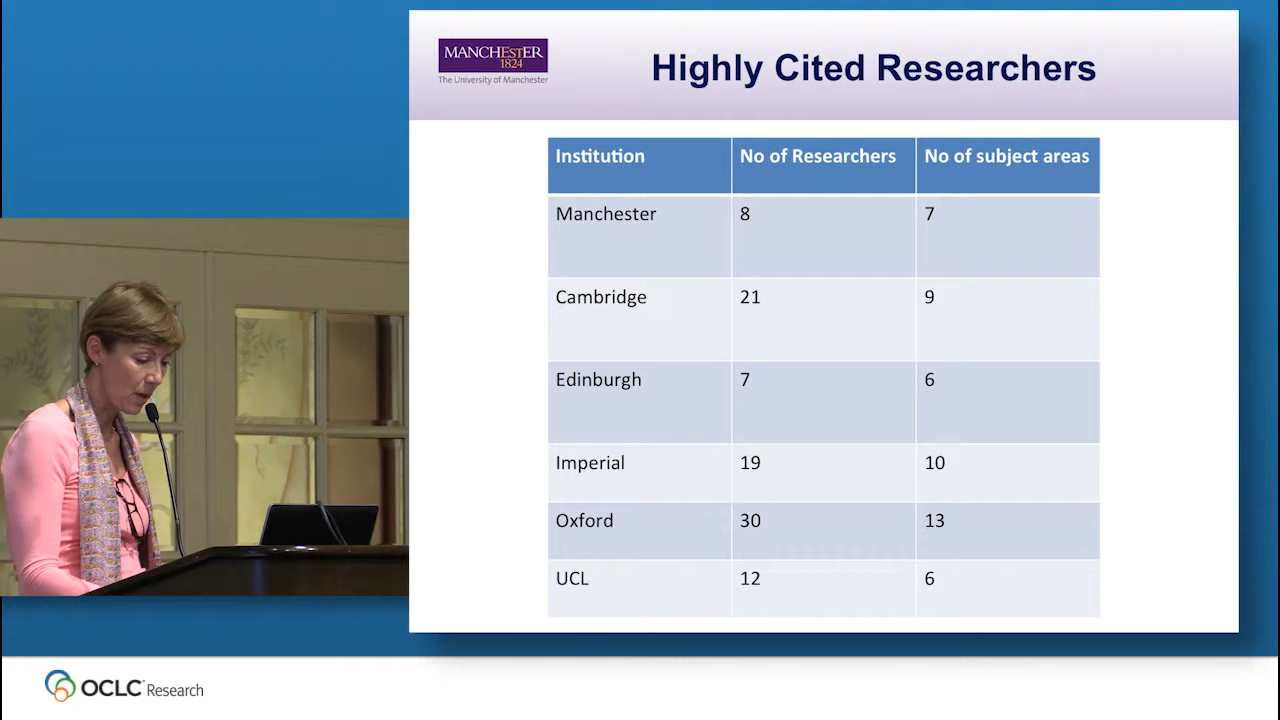 MANCHESTER
1824
The University of Manchester
Highly Cited Researchers
Institution No of Researchers No of subject areas
Manchester 8 7
Cambridge 21 9
Edinburgh 7 6
Imperial 19 10
Oxford 30 13
UCL 12 6
OCLC Research